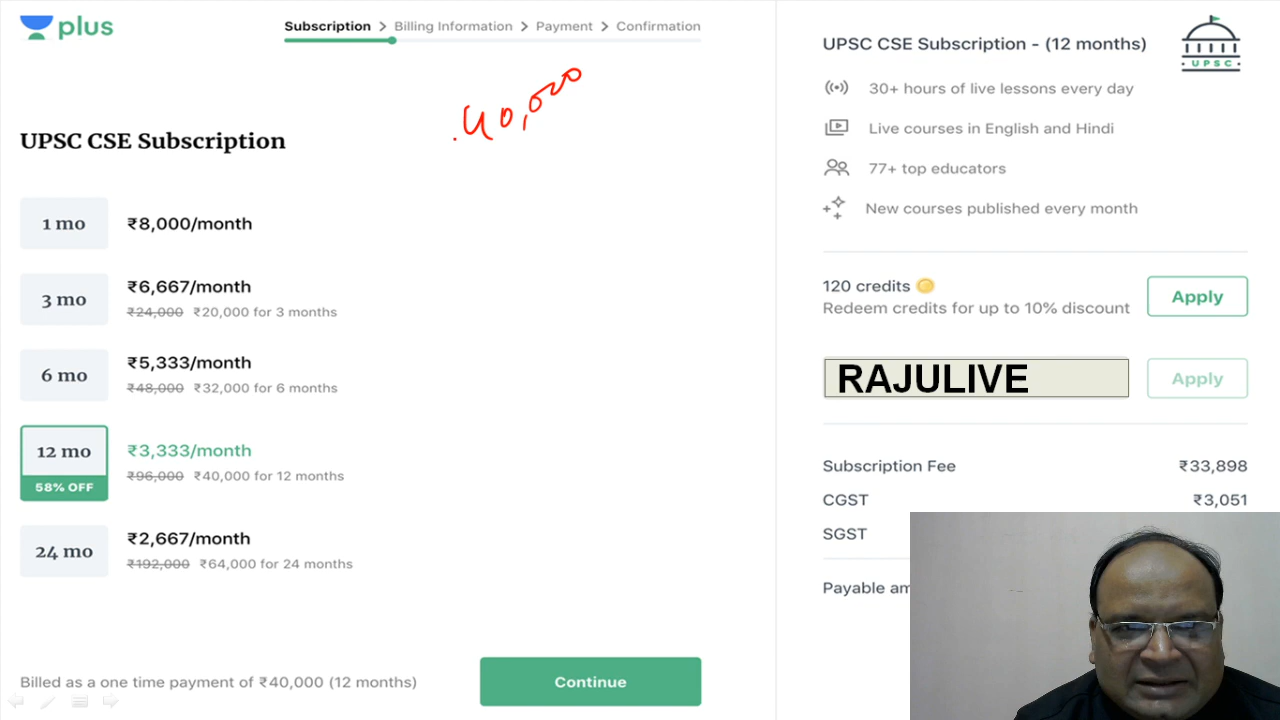 plus
Subscription > Billing Information > Payment > Confirmation
.40,000
UPSC CSE Subscription
1 mo ₹8,000/month
3 mo ₹6,667/month
₹24,000 ₹20,000 for 3 months
6 mo ₹5,333/month
₹48,000 ₹32,000 for 6 months
12 mo ₹3,333/month
58% OFF ₹96,000 ₹40,000 for 12 months
24 mo ₹2,667/month
₹192,000 ₹64,000 for 24 months
Billed as a one time payment of ₹40,000 (12 months)
Continue
UPSC CSE Subscription - (12 months)
UPSC
30+ hours of live lessons every day
Live courses in English and Hindi
77+ top educators
New courses published every month
120 credits
Redeem credits for up to 10% discount
Apply
RAJULIVE
Apply
Subscription Fee ₹33,898
CGST ₹3,051
SGST
Payable am